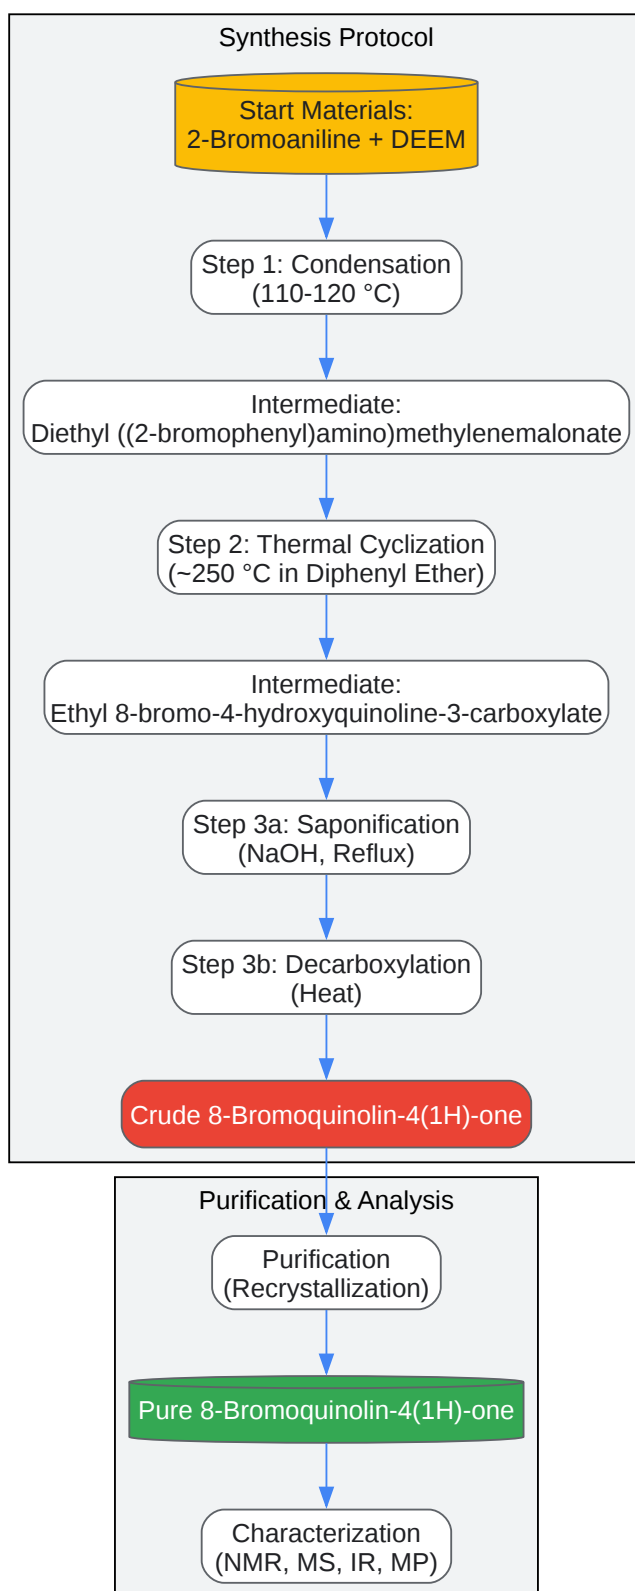 Synthesis Protocol
Start Materials:
2-Bromoaniline + DEEM
Step 1: Condensation
(110-120 °C)
Intermediate:
Diethyl ((2-bromophenyl)amino)methylenemalonate
Step 2: Thermal Cyclization
(~250 °C in Diphenyl Ether)
Intermediate:
Ethyl 8-bromo-4-hydroxyquinoline-3-carboxylate
Step 3a: Saponification
(NaOH, Reflux)
Step 3b: Decarboxylation
(Heat)
Crude 8-Bromoquinolin-4(1H)-one
Purification & Analysis
Purification
(Recrystallization)
Pure 8-Bromoquinolin-4(1H)-one
Characterization
(NMR, MS, IR, MP)